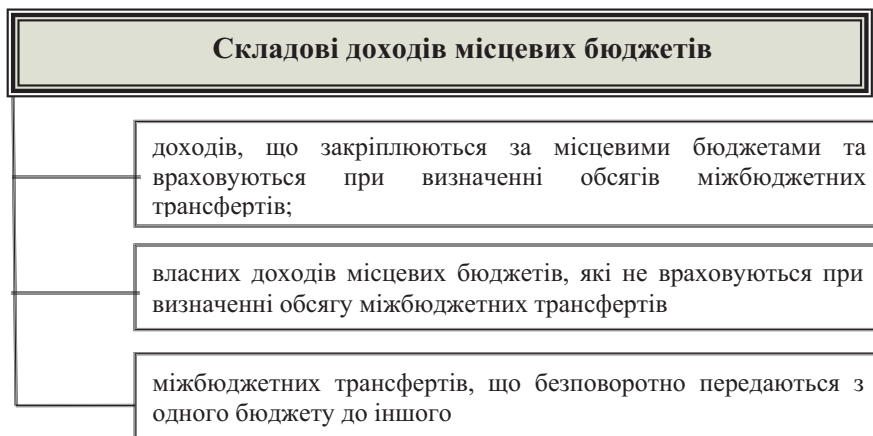 Складові доходів місцевих бюджетів
доходів, що закріплюються за місцевими бюджетами та
враховуються при визначенні обсягів міжбюджетних
трансфертів;
власних доходів місцевих бюджетів, які не враховуються при
визначенні обсягу міжбюджетних трансфертів
міжбюджетних трансфертів, що безповоротно передаються з
одного бюджету до іншого